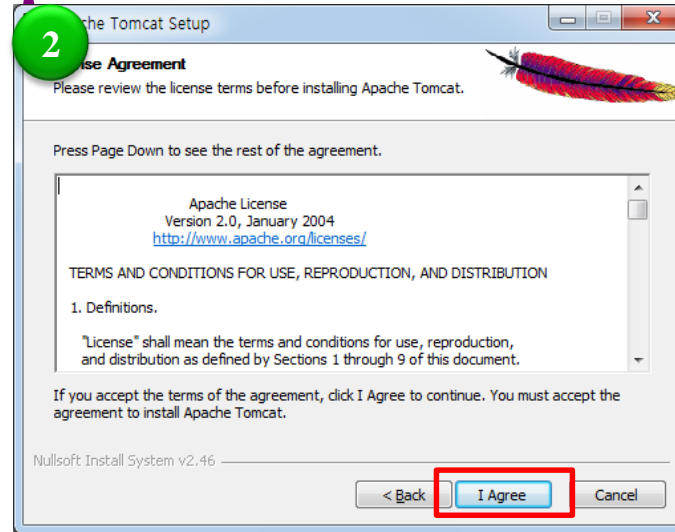 2
he Tomcat Setup
se Agreement
Please review the license terms before installing Apache Tomcat.
Press Page Down to see the rest of the agreement.
Apache License
Version 2.0, January 2004
http://www.apache.org/licenses/
TERMS AND CONDITIONS FOR USE, REPRODUCTION, AND DISTRIBUTION
1. Definitions.
"License" shall mean the terms and conditions for use, reproduction,
and distribution as defined by Sections 1 through 9 of this document.
If you accept the terms of the agreement, click I Agree to continue. You must accept the
agreement to install Apache Tomcat.
Nullsoft Install System v2.46
< Back I Agree Cancel